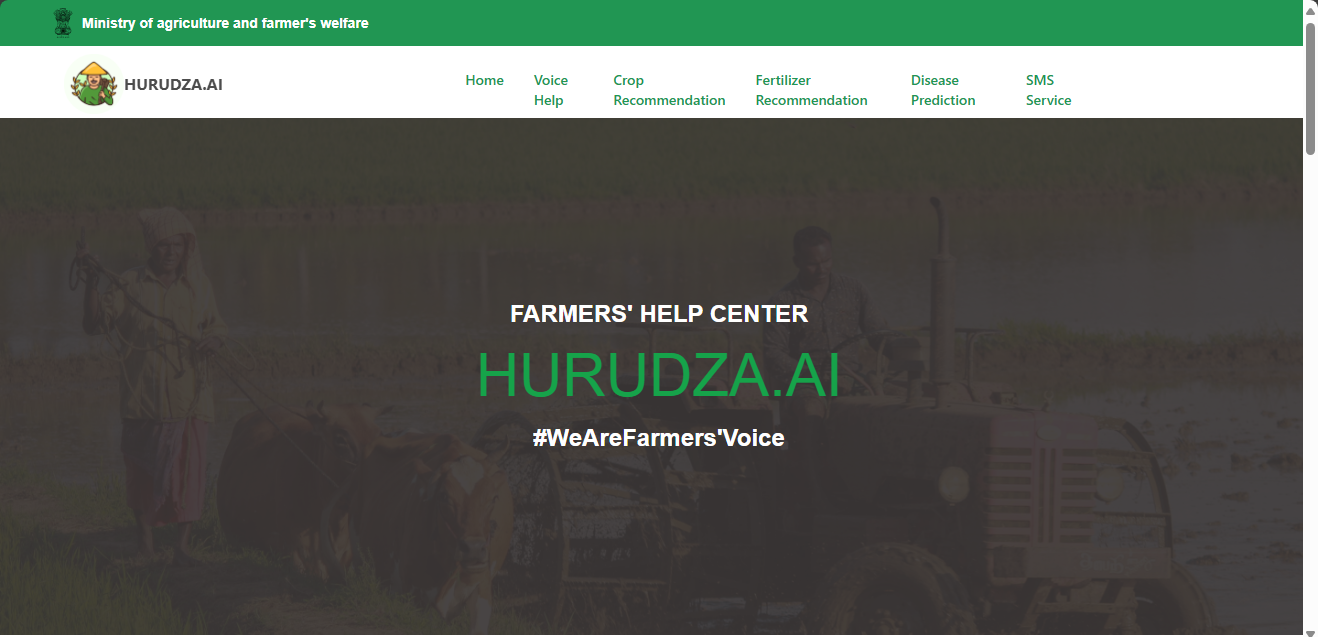 Ministry of agriculture and farmer's welfare
HURUDZA.AI
Home
Voice
Help
Crop
Recommendation
Fertilizer
Recommendation
Disease
Prediction
SMS
Service
FARMERS' HELP CENTER
HURUDZA.AI
#WeAreFarmers'Voice